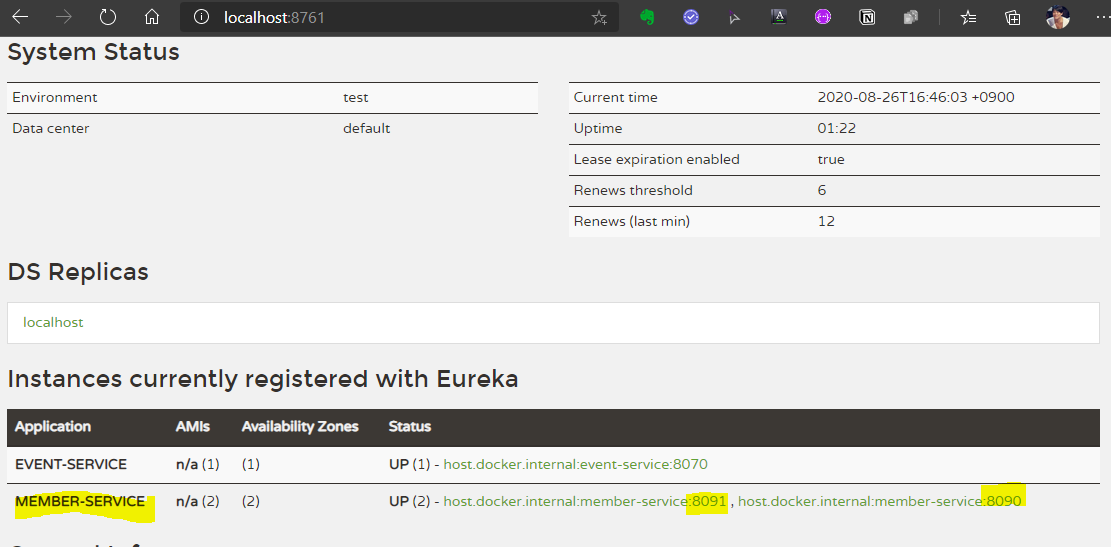 localhost:8761
System Status
Environment test
Data center default
Current time 2020-08-26T16:46:03 +0900
Uptime 01:22
Lease expiration enabled true
Renews threshold 6
Renews (last min) 12
DS Replicas
localhost
Instances currently registered with Eureka
Application AMIs Availability Zones Status
EVENT-SERVICE n/a (1) (1) UP (1) - host.docker.internal:event-service:8070
MEMBER-SERVICE n/a (2) (2) UP (2) - host.docker.internal:member-service:8091 , host.docker.internal:member-service:8090